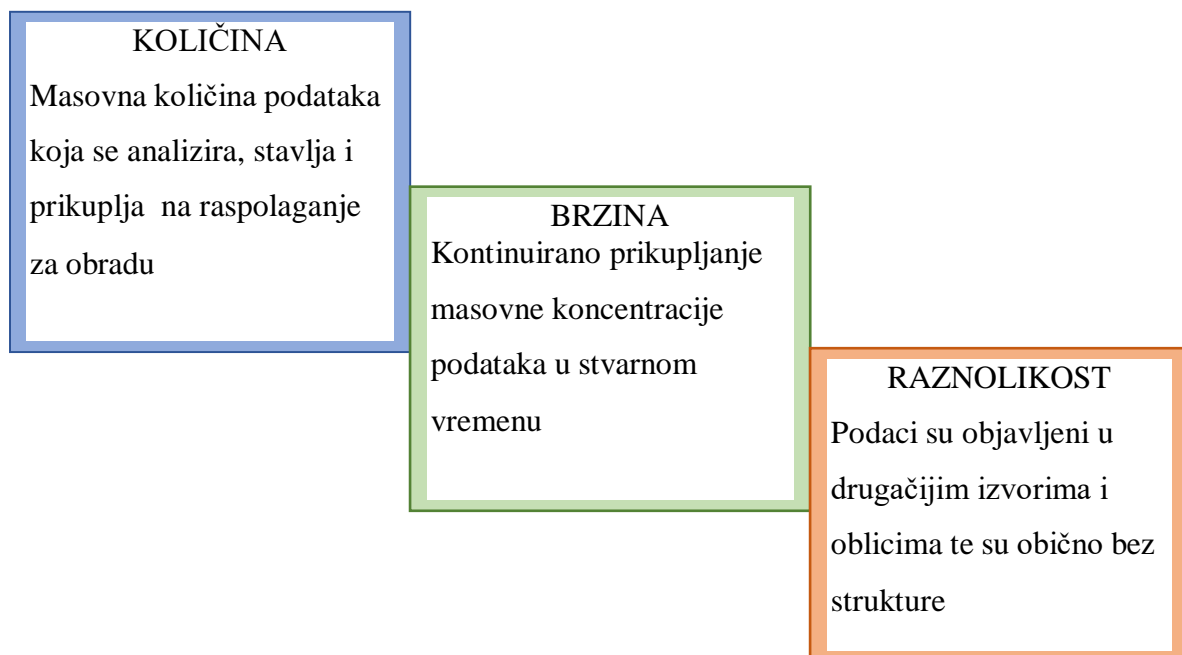 KOLIČINA
Masovna količina podataka
koja se analizira, stavlja i
prikuplja  na raspolaganje
za obradu
BRZINA
Kontinuirano prikupljanje
masovne koncentracije
podataka u stvarnom
vremenu
RAZNOLIKOST
Podaci su objavljeni u
drugačijim izvorima i
oblicima te su obično bez
strukture